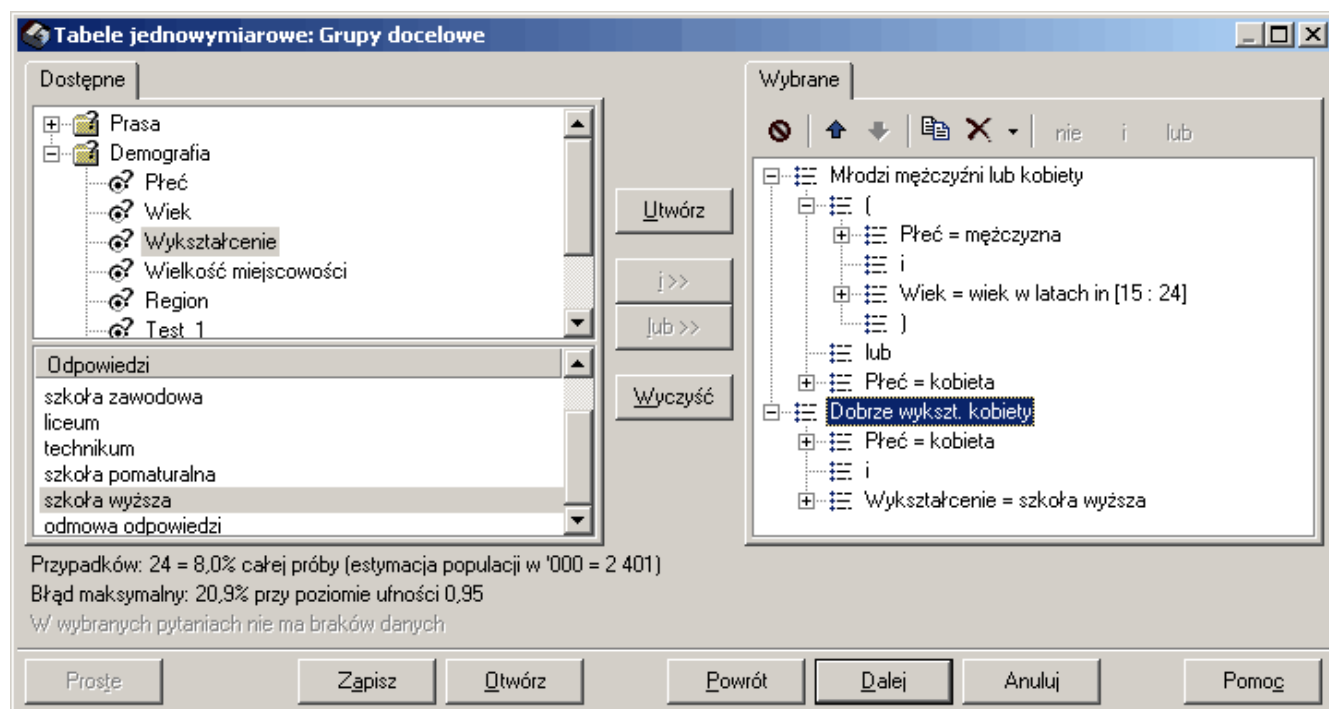 Tabele jednowymiarowe: Grupy docelowe
Dostępne
Prasa
Demografia
Płeć
Wiek
Wykształcenie
Wielkość miejscowości
Region
Test_1
Odpowiedzi
szkoła zawodowa
liceum
technikum
szkoła pomaturalna
szkoła wyższa
odmowa odpowiedzi
Utwórz
i >>
lub >>
Wyczyść
Wybrane
nie i lub
Młodzi mężczyźni lub kobiety
(
Płeć = mężczyzna
i
Wiek = wiek w latach in [15 : 24]
)
lub
Płeć = kobieta
Dobrze wykszt. kobiety
Płeć = kobieta
i
Wykształcenie = szkoła wyższa
Przypadków: 24 = 8,0% całej próby (estymacja populacji w '000 = 2 401)
Błąd maksymalny: 20,9% przy poziomie ufności 0,95
W wybranych pytaniach nie ma braków danych
Proste Zapisz Otwórz Powrót Dalej Anuluj Pomoc